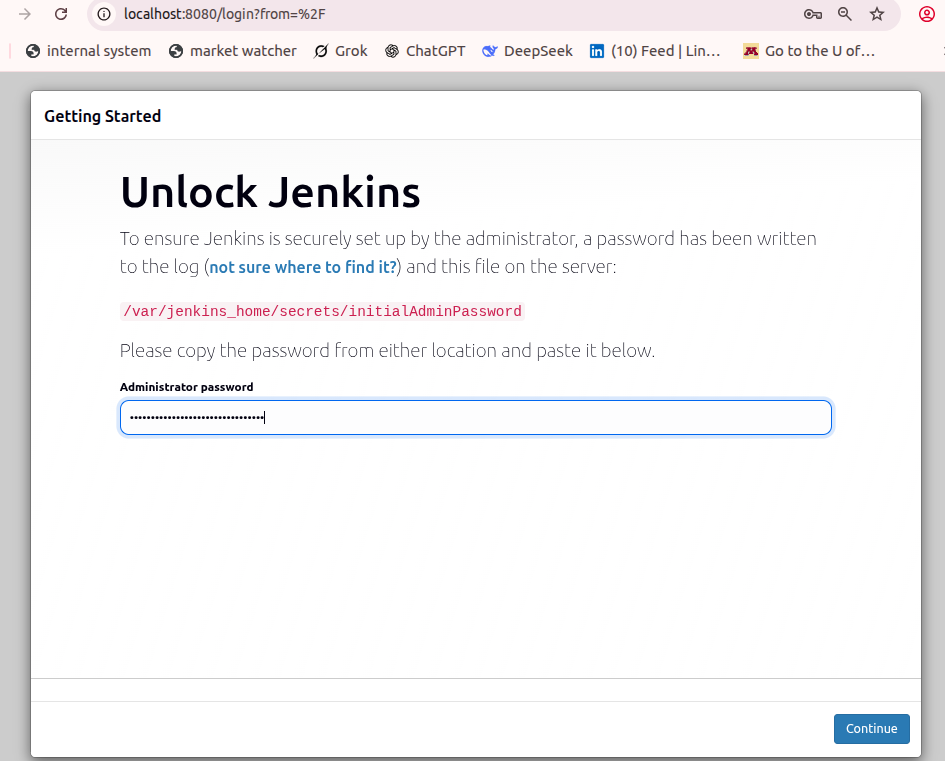 localhost:8080/login?from=%2F
internal system market watcher Grok ChatGPT DeepSeek in (10) Feed | Lin... M Go to the U of...
Getting Started
Unlock Jenkins
To ensure Jenkins is securely set up by the administrator, a password has been written
to the log (not sure where to find it?) and this file on the server:
/var/jenkins_home/secrets/initialAdminPassword
Please copy the password from either location and paste it below.
Administrator password
••••••••••••••••••••••••••••••••
Continue